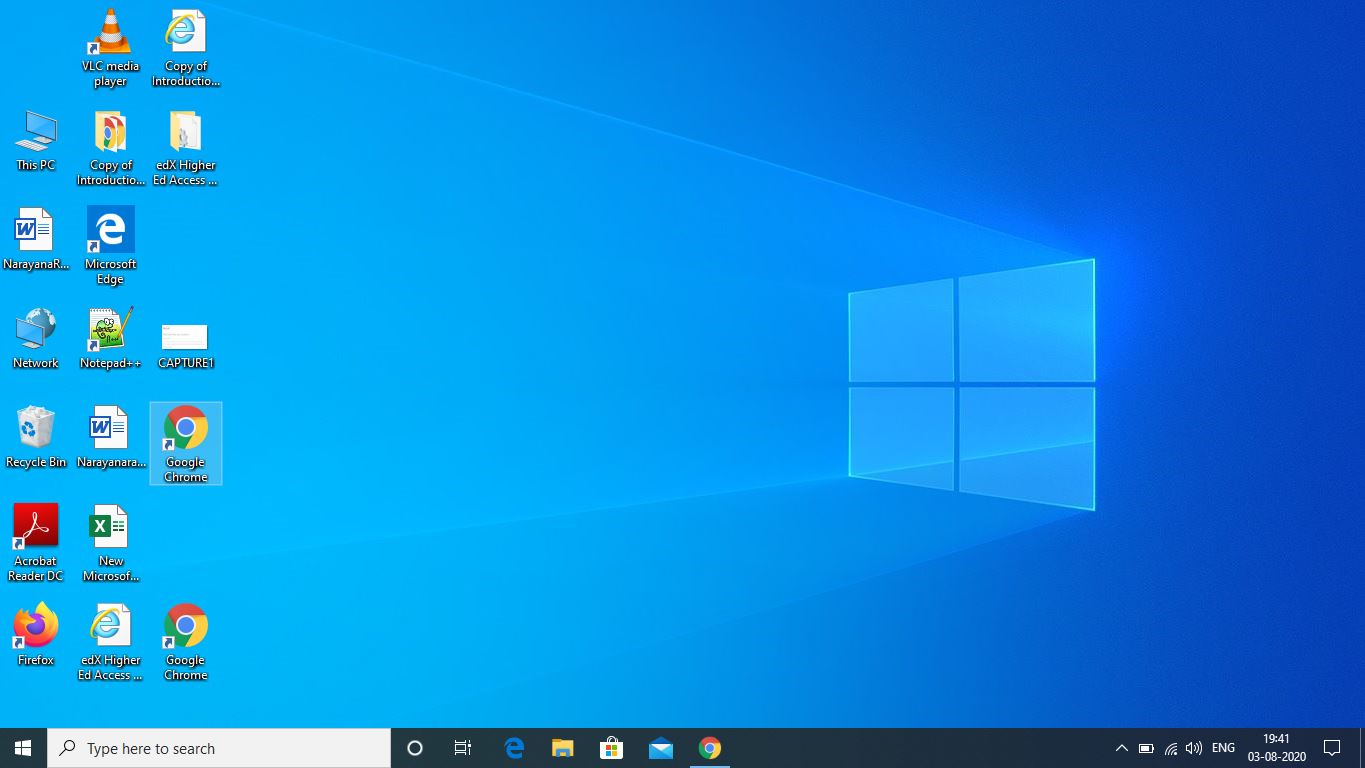 VLC media
player
Copy of
Introductio...
This PC
Copy of
Introductio...
edX Higher
Ed Access ...
NarayanaR...
Microsoft
Edge
Network
Notepad++
CAPTURE1
Recycle Bin
Narayanara...
Google
Chrome
Acrobat
Reader DC
New
Microsof...
Firefox
edX Higher
Ed Access ...
Google
Chrome
Type here to search
ENG
19:41
03-08-2020